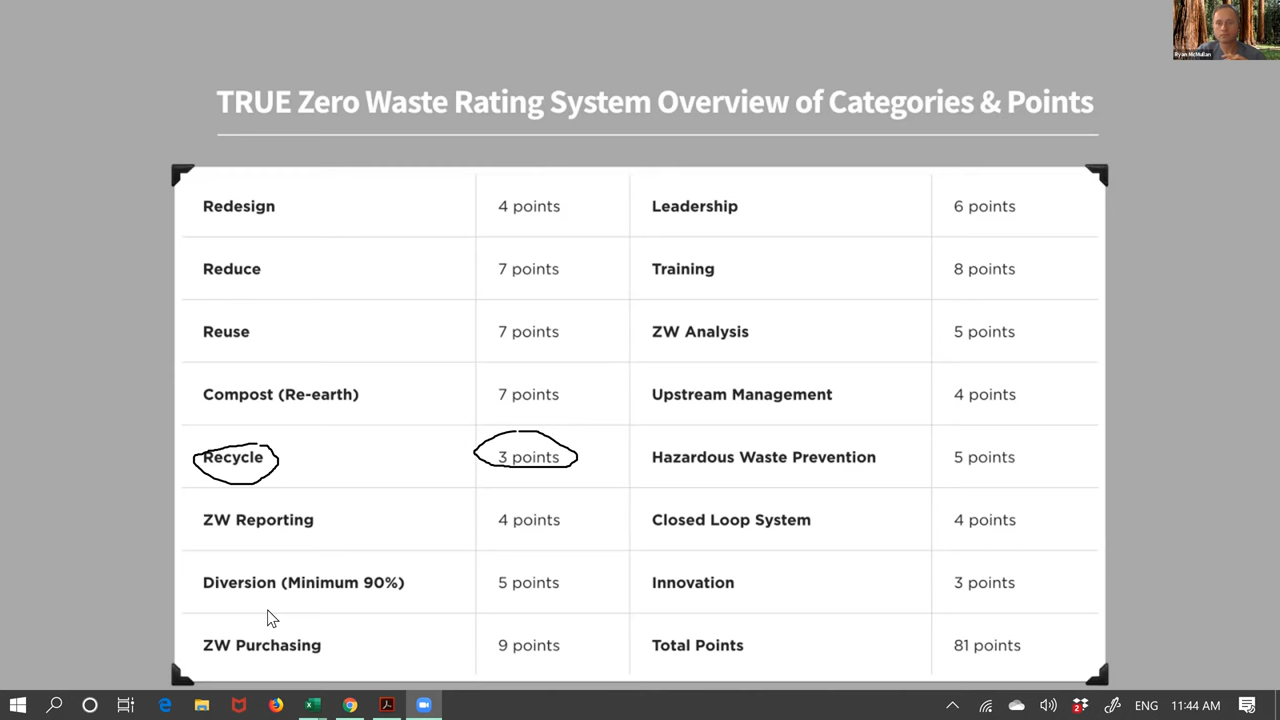 Ryan McMullan
TRUE Zero Waste Rating System Overview of Categories & Points
Redesign 4 points Leadership 6 points
Reduce 7 points Training 8 points
Reuse 7 points ZW Analysis 5 points
Compost (Re-earth) 7 points Upstream Management 4 points
Recycle 3 points Hazardous Waste Prevention 5 points
ZW Reporting 4 points Closed Loop System 4 points
Diversion (Minimum 90%) 5 points Innovation 3 points
ZW Purchasing 9 points Total Points 81 points
ENG 11:44 AM